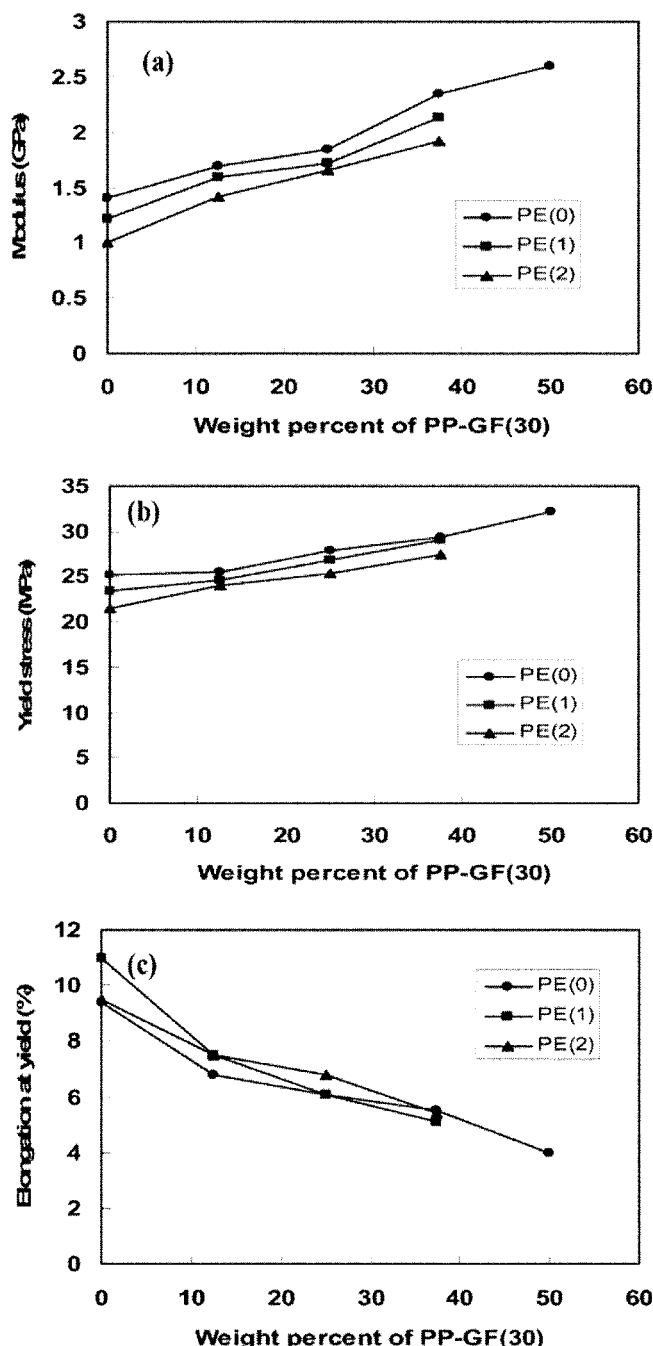 (a)
Modulus (GPa)
3
2.5
2
1.5
1
0.5
0
0 10 20 30 40 50 60
Weight percent of PP-GF(30)
PE(0)
PE(1)
PE(2)
(b)
Yield stress (MPa)
35
30
25
20
15
10
5
0
0 10 20 30 40 50 60
Weight percent of PP-GF(30)
PE(0)
PE(1)
PE(2)
(c)
Elongation at yield (%)
12
10
8
6
4
2
0
0 10 20 30 40 50 60
Weight percent of PP-GF(30)
PE(0)
PE(1)
PE(2)